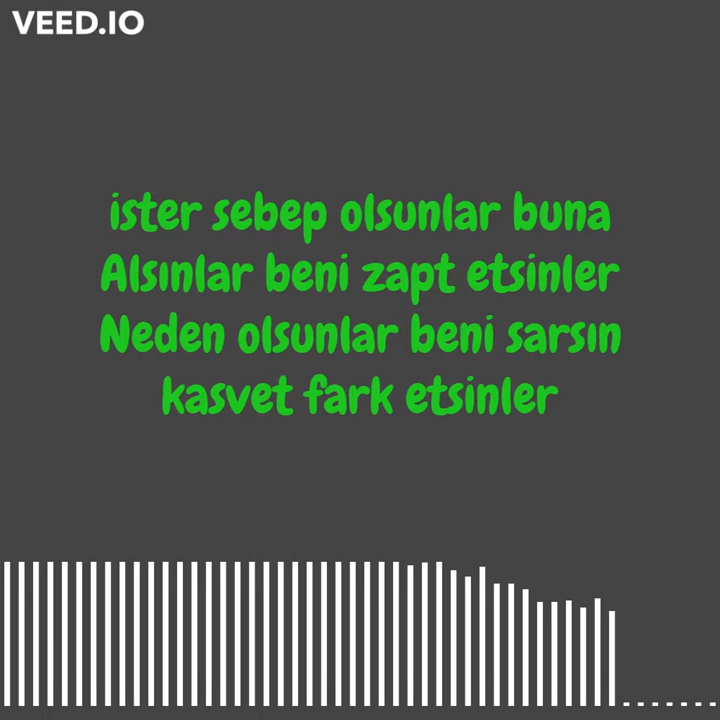 VEED.IO
ister sebep olsunlar buna
Alsınlar beni zapt etsinler
Neden olsunlar beni sarsın
kasvet fark etsinler